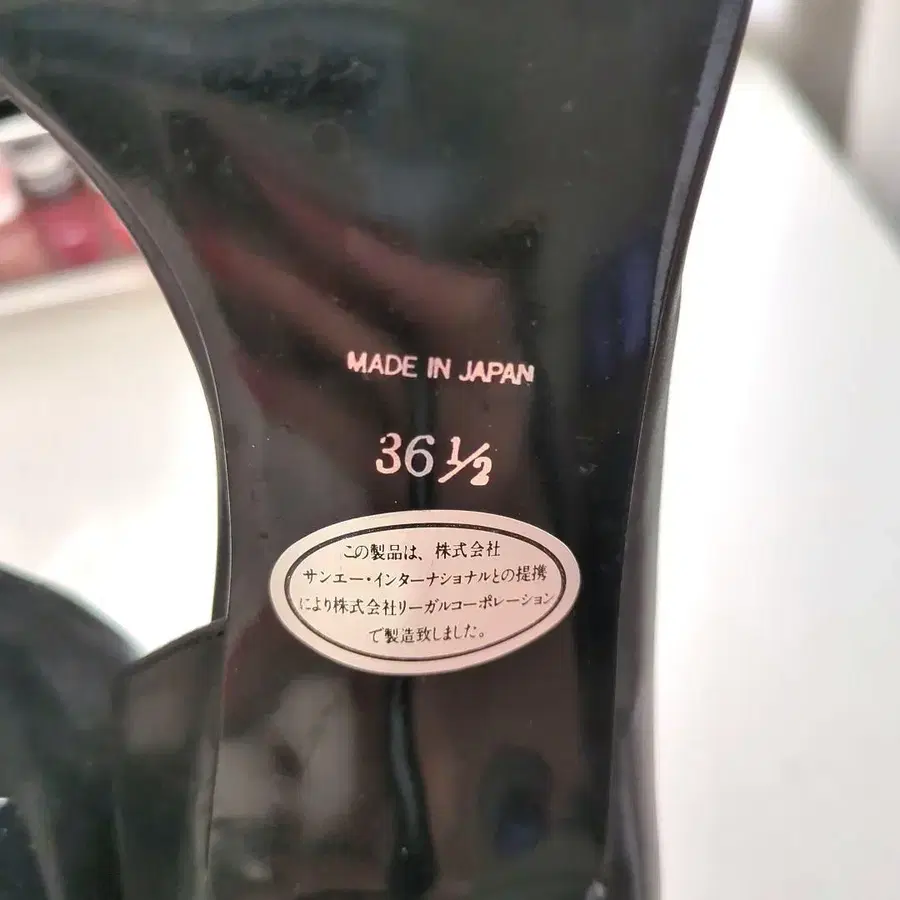 MADE IN JAPAN
36 1/2
この製品は、株式会社
サンエー・インターナショナルとの提携
により株式会社リーガルコーポレーション
で製造致しました。